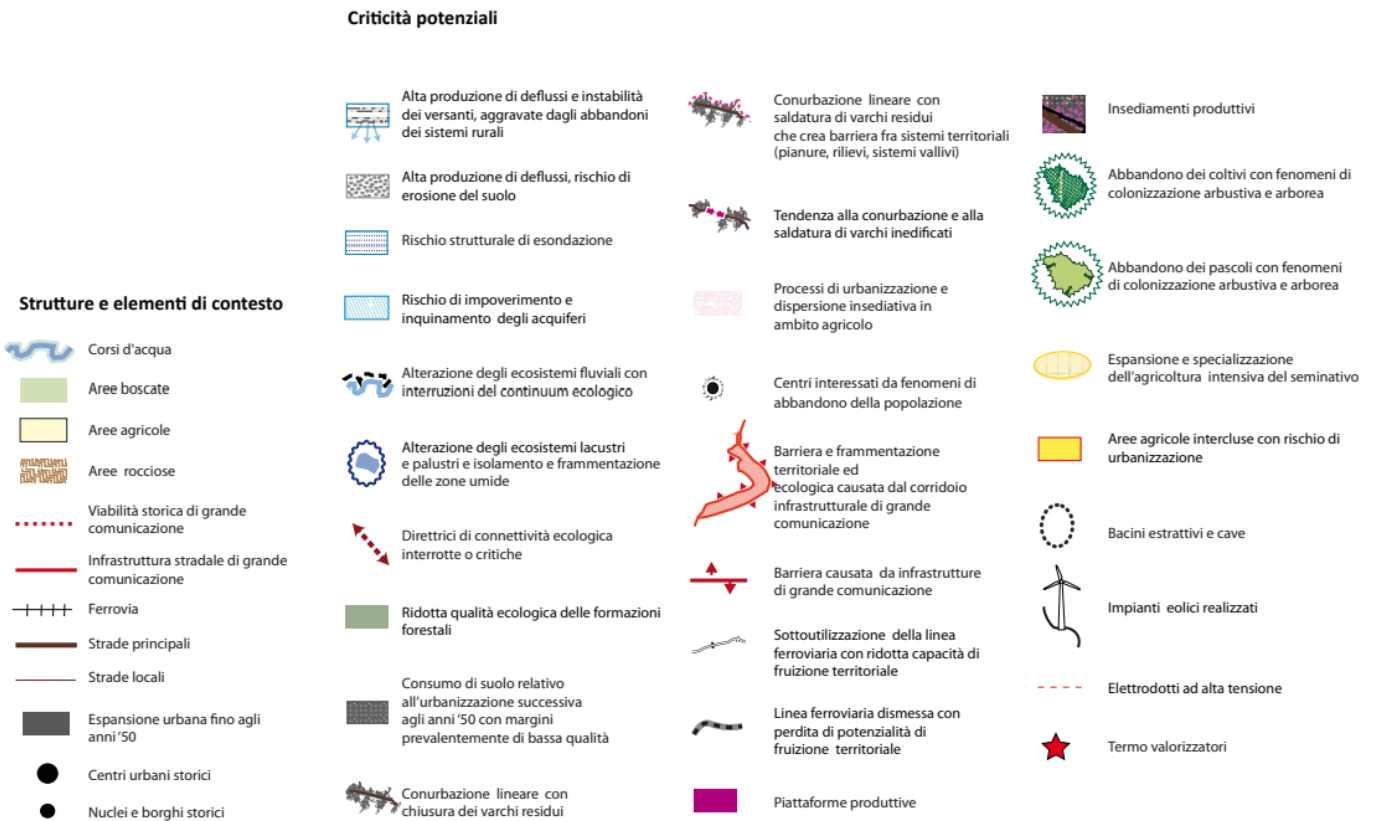 Criticità potenziali
Strutture e elementi di contesto
Corsi d'acqua
Aree boscate
Aree agricole
Aree rocciose
Viabilità storica di grande
comunicazione
Infrastruttura stradale di grande
comunicazione
Ferrovia
Strade principali
Strade locali
Espansione urbana fino agli
anni '50
Centri urbani storici
Nuclei e borghi storici
Alta produzione di deflussi e instabilità
dei versanti, aggravate dagli abbandoni
dei sistemi rurali
Alta produzione di deflussi, rischio di
erosione del suolo
Rischio strutturale di esondazione
Rischio di impoverimento e
inquinamento degli acquiferi
Alterazione degli ecosistemi fluviali con
interruzioni del continuum ecologico
Alterazione degli ecosistemi lacustri
e palustri e isolamento e frammentazione
delle zone umide
Direttrici di connettività ecologica
interrotte o critiche
Ridotta qualità ecologica delle formazioni
forestali
Consumo di suolo relativo
all'urbanizzazione successiva
agli anni '50 con margini
prevalentemente di bassa qualità
Conurbazione lineare con
chiusura dei varchi residui
Conurbazione lineare con
saldatura di varchi residui
che crea barriera fra sistemi territoriali
(pianure, rilievi, sistemi vallivi)
Tendenza alla conurbazione e alla
saldatura di varchi inedificati
Processi di urbanizzazione e
dispersione insediativa in
ambito agricolo
Centri interessati da fenomeni di
abbandono della popolazione
Barriera e frammentazione
territoriale ed
ecologica causata dal corridoio
infrastrutturale di grande
comunicazione
Barriera causata da infrastrutture
di grande comunicazione
Sottoutilizzazione della linea
ferroviaria con ridotta capacità di
fruizione territoriale
Linea ferroviaria dismessa con
perdita di potenzialità di
fruizione territoriale
Piattaforme produttive
Insediamenti produttivi
Abbandono dei coltivi con fenomeni di
colonizzazione arbustiva e arborea
Abbandono dei pascoli con fenomeni
di colonizzazione arbustiva e arborea
Espansione e specializzazione
dell'agricoltura intensiva del seminativo
Aree agricole intercluse con rischio di
urbanizzazione
Bacini estrattivi e cave
Impianti eolici realizzati
Elettrodotti ad alta tensione
Termo valorizzatori